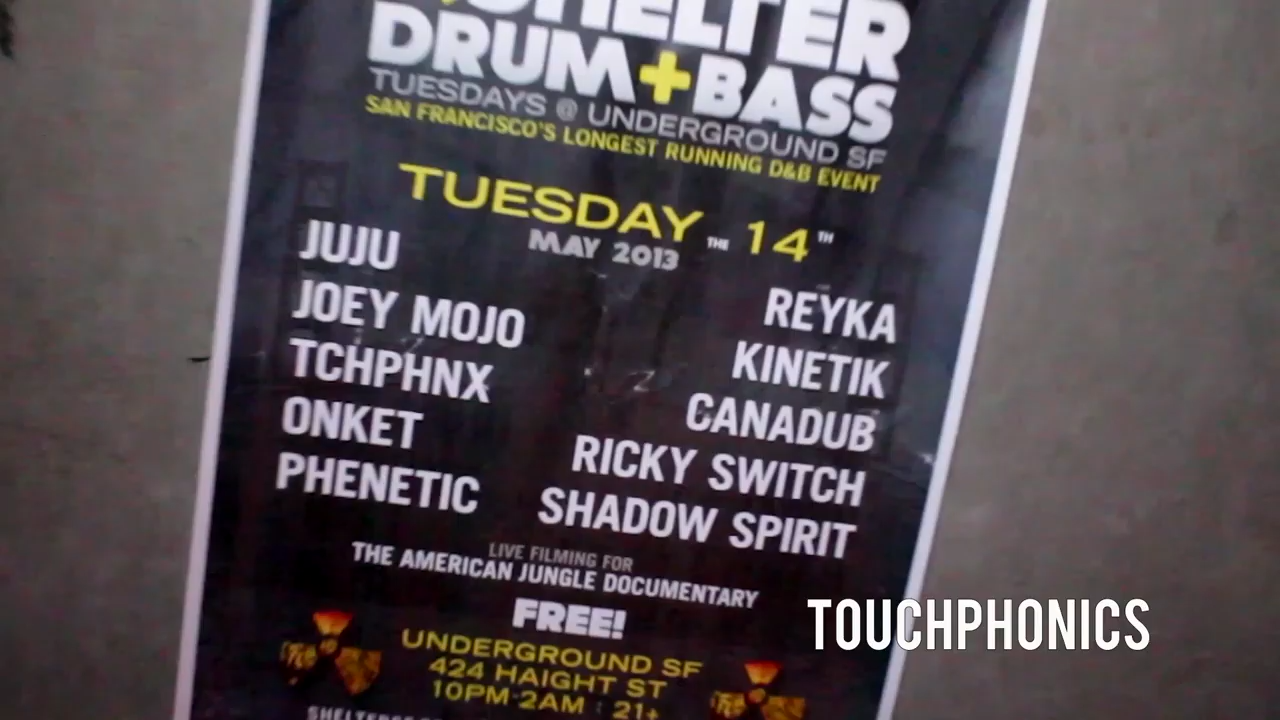 SHELTER
DRUM+BASS
TUESDAYS @ UNDERGROUND SF
SAN FRANCISCO'S LONGEST RUNNING D&B EVENT
TUESDAY THE 14TH
MAY 2013
JUJU
JOEY MOJO
TCHPHNX
ONKET
PHENETIC
REYKA
KINETIK
CANADUB
RICKY SWITCH
SHADOW SPIRIT
LIVE FILMING FOR
THE AMERICAN JUNGLE DOCUMENTARY
FREE!
UNDERGROUND SF
424 HAIGHT ST
10PM-2AM : 21+
TOUCHPHONICS